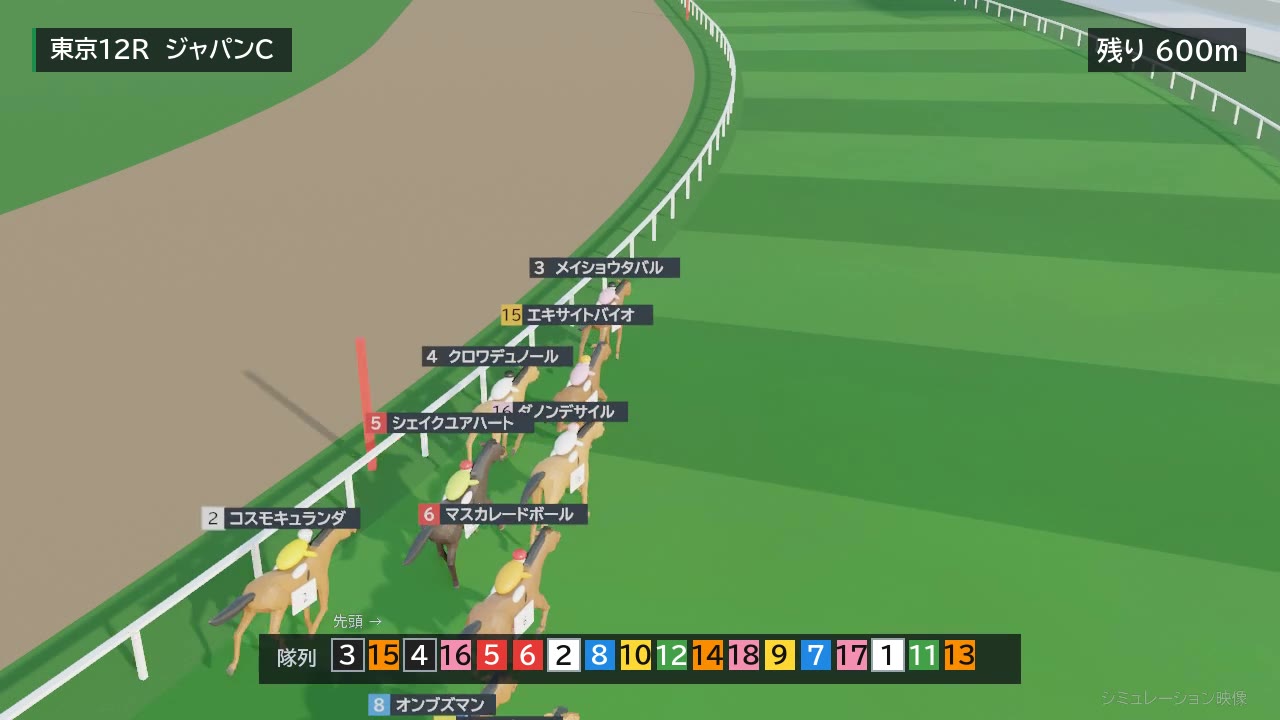 東京12R ジャパンC
残り 600m
3 メイショウタバル
15 エキサイトバイオ
4 クロワデュノール
16 ダノンデサイル
5 シェイクユアハート
2 コスモキュランダ
6 マスカレードボール
先頭 →
隊列 3 15 4 16 5 6 2 8 10 12 14 18 9 7 17 1 11 13
8 オンブズマン
シミュレーション映像